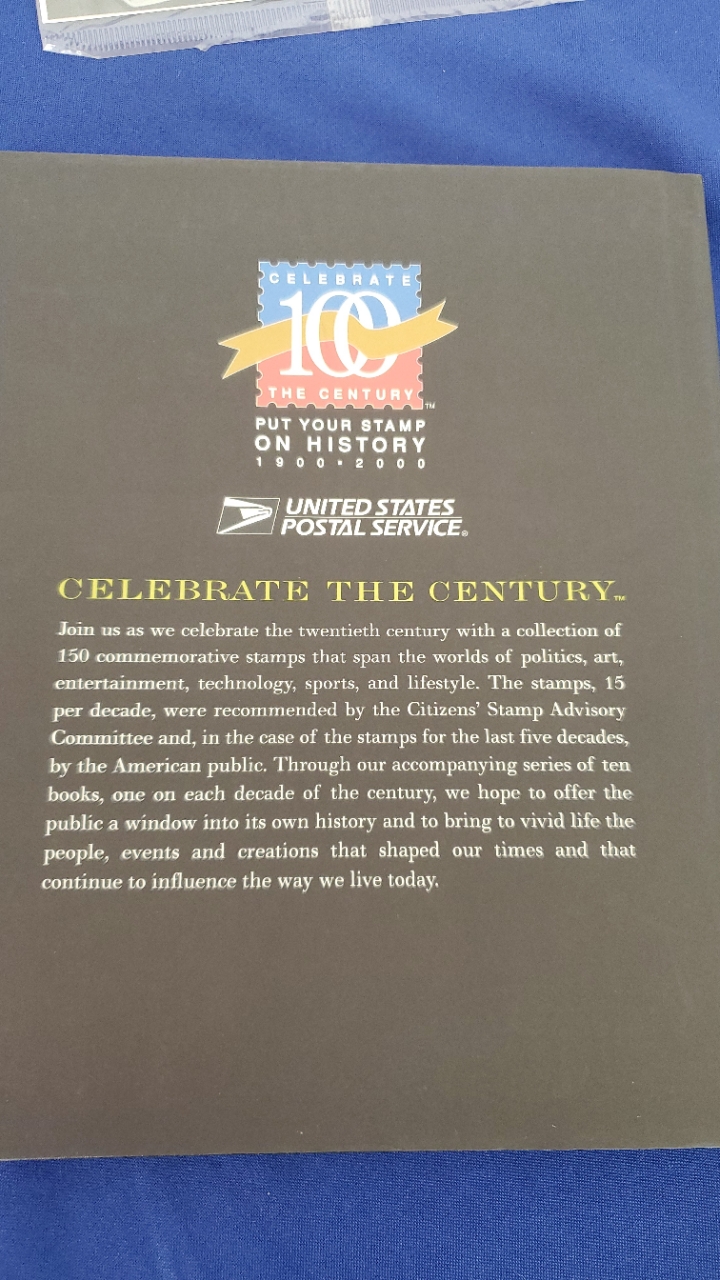 CELEBRATE
100
THE CENTURY
TM
PUT YOUR STAMP
ON HISTORY
1900 • 2000
UNITED STATES
POSTAL SERVICE®
CELEBRATE THE CENTURY™
Join us as we celebrate the twentieth century with a collection of
150 commemorative stamps that span the worlds of politics, art,
entertainment, technology, sports, and lifestyle. The stamps, 15
per decade, were recommended by the Citizens' Stamp Advisory
Committee and, in the case of the stamps for the last five decades,
by the American public. Through our accompanying series of ten
books, one on each decade of the century, we hope to offer the
public a window into its own history and to bring to vivid life the
people, events and creations that shaped our times and that
continue to influence the way we live today.